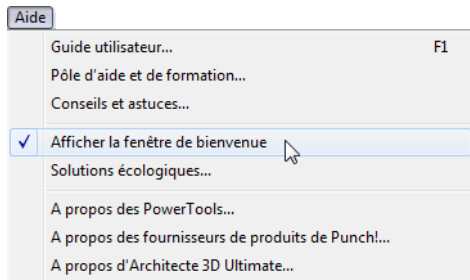 Aide
Guide utilisateur... F1
Pôle d'aide et de formation...
Conseils et astuces...
Afficher la fenêtre de bienvenue
Solutions écologiques...
A propos des PowerTools...
A propos des fournisseurs de produits de Punch!...
A propos d'Architecte 3D Ultimate...